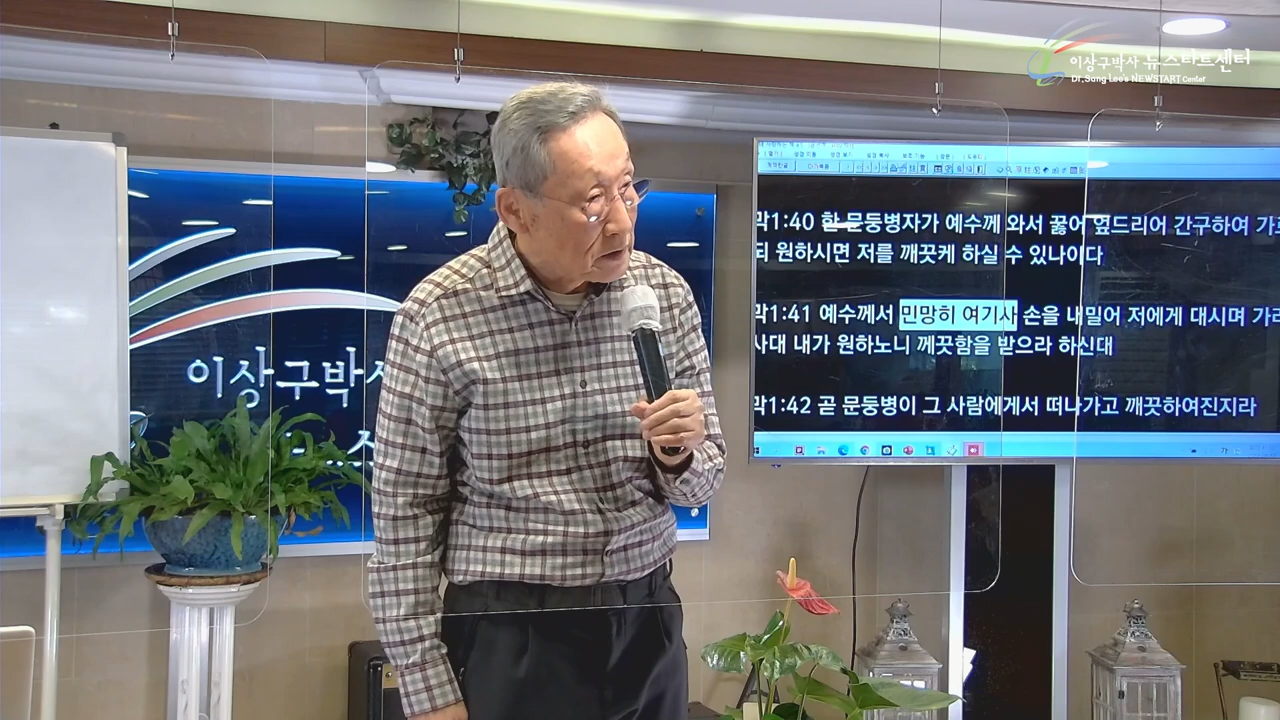 이상구박사 뉴스타트센터
Dr. Sang Lee's NEWSTART Center
막1:40 한 문둥병자가 예수께 와서 꿇어 엎드리어 간구하여 가로
되 원하시면 저를 깨끗케 하실 수 있나이다
막1:41 예수께서 민망히 여기사 손을 내밀어 저에게 대시며 가라
사대 내가 원하노니 께끗함을 받으라 하신대
막1:42 곧 문둥병이 그 사람에게서 떠나가고 깨끗하여진지라
이상구박사